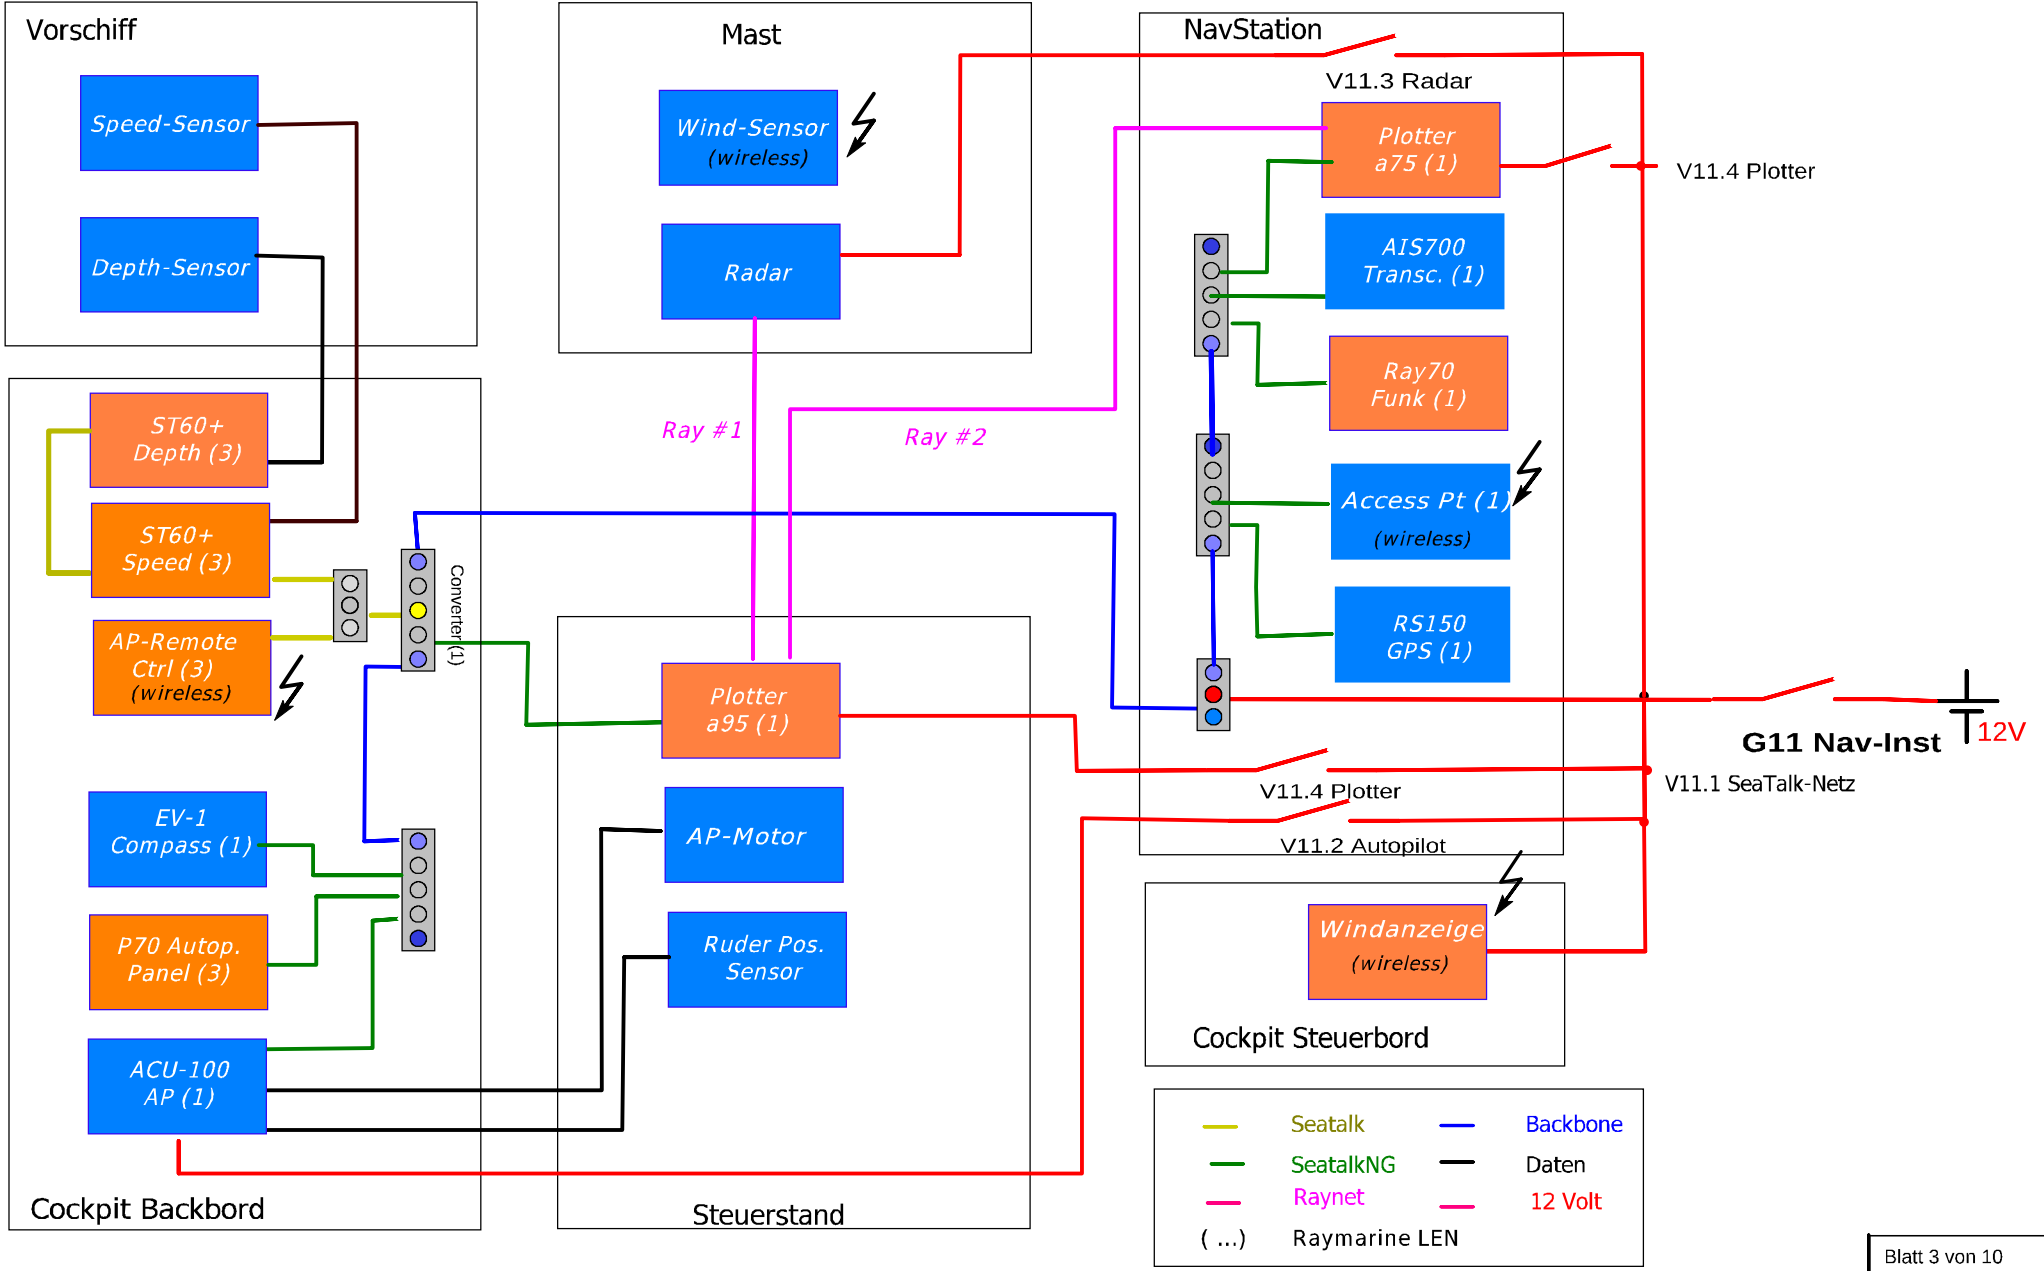 Vorschiff
Speed-Sensor
Depth-Sensor
Mast
Wind-Sensor
(wireless)
Radar
NavStation
V11.3 Radar
Plotter
a75 (1)
V11.4 Plotter
AIS700
Transc. (1)
Ray70
Funk (1)
Access Pt (1)
(wireless)
RS150
GPS (1)
Ray #1
Ray #2
ST60+
Depth (3)
ST60+
Speed (3)
AP-Remote
Ctrl (3)
(wireless)
Converter (1)
EV-1
Compass (1)
P70 Autop.
Panel (3)
ACU-100
AP (1)
Cockpit Backbord
Plotter
a95 (1)
AP-Motor
Ruder Pos.
Sensor
Steuerstand
12V
G11 Nav-Inst
V11.1 SeaTalk-Netz
V11.4 Plotter
V11.2 Autopilot
Windanzeige
(wireless)
Cockpit Steuerbord
Seatalk
Backbone
SeatalkNG
Daten
Raynet
12 Volt
( ...)
Raymarine LEN
Blatt 3 von 10